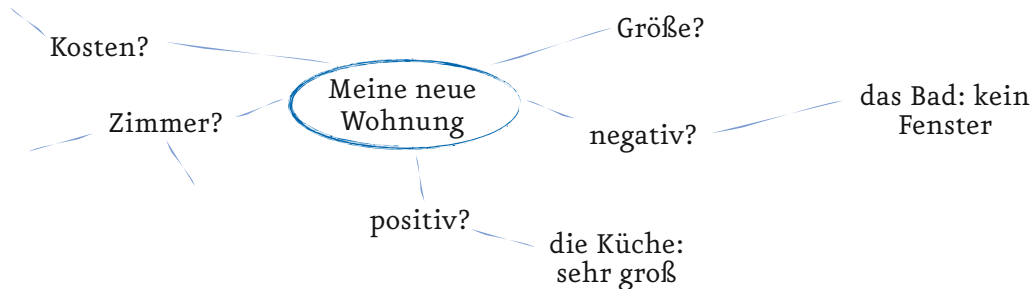 Kosten?
Größe?
Meine neue
Wohnung
Zimmer?
negativ?
das Bad: kein
Fenster
positiv?
die Küche:
sehr groß